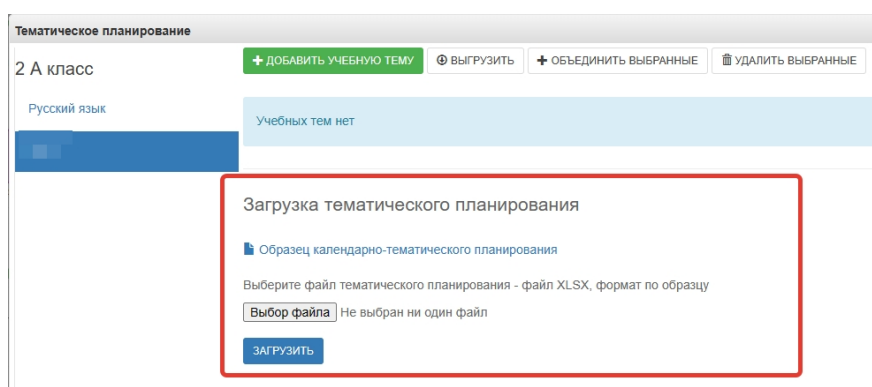 Тематическое планирование
2 А класс
Русский язык
ДОБАВИТЬ УЧЕБНУЮ ТЕМУ ВЫГРУЗИТЬ ОБЪЕДИНИТЬ ВЫБРАННЫЕ УДАЛИТЬ ВЫБРАННЫЕ
Учебных тем нет
Загрузка тематического планирования
Образец календарно-тематического планирования
Выберите файл тематического планирования - файл XLSX, формат по образцу
Выбор файла Не выбран ни один файл
ЗАГРУЗИТЬ